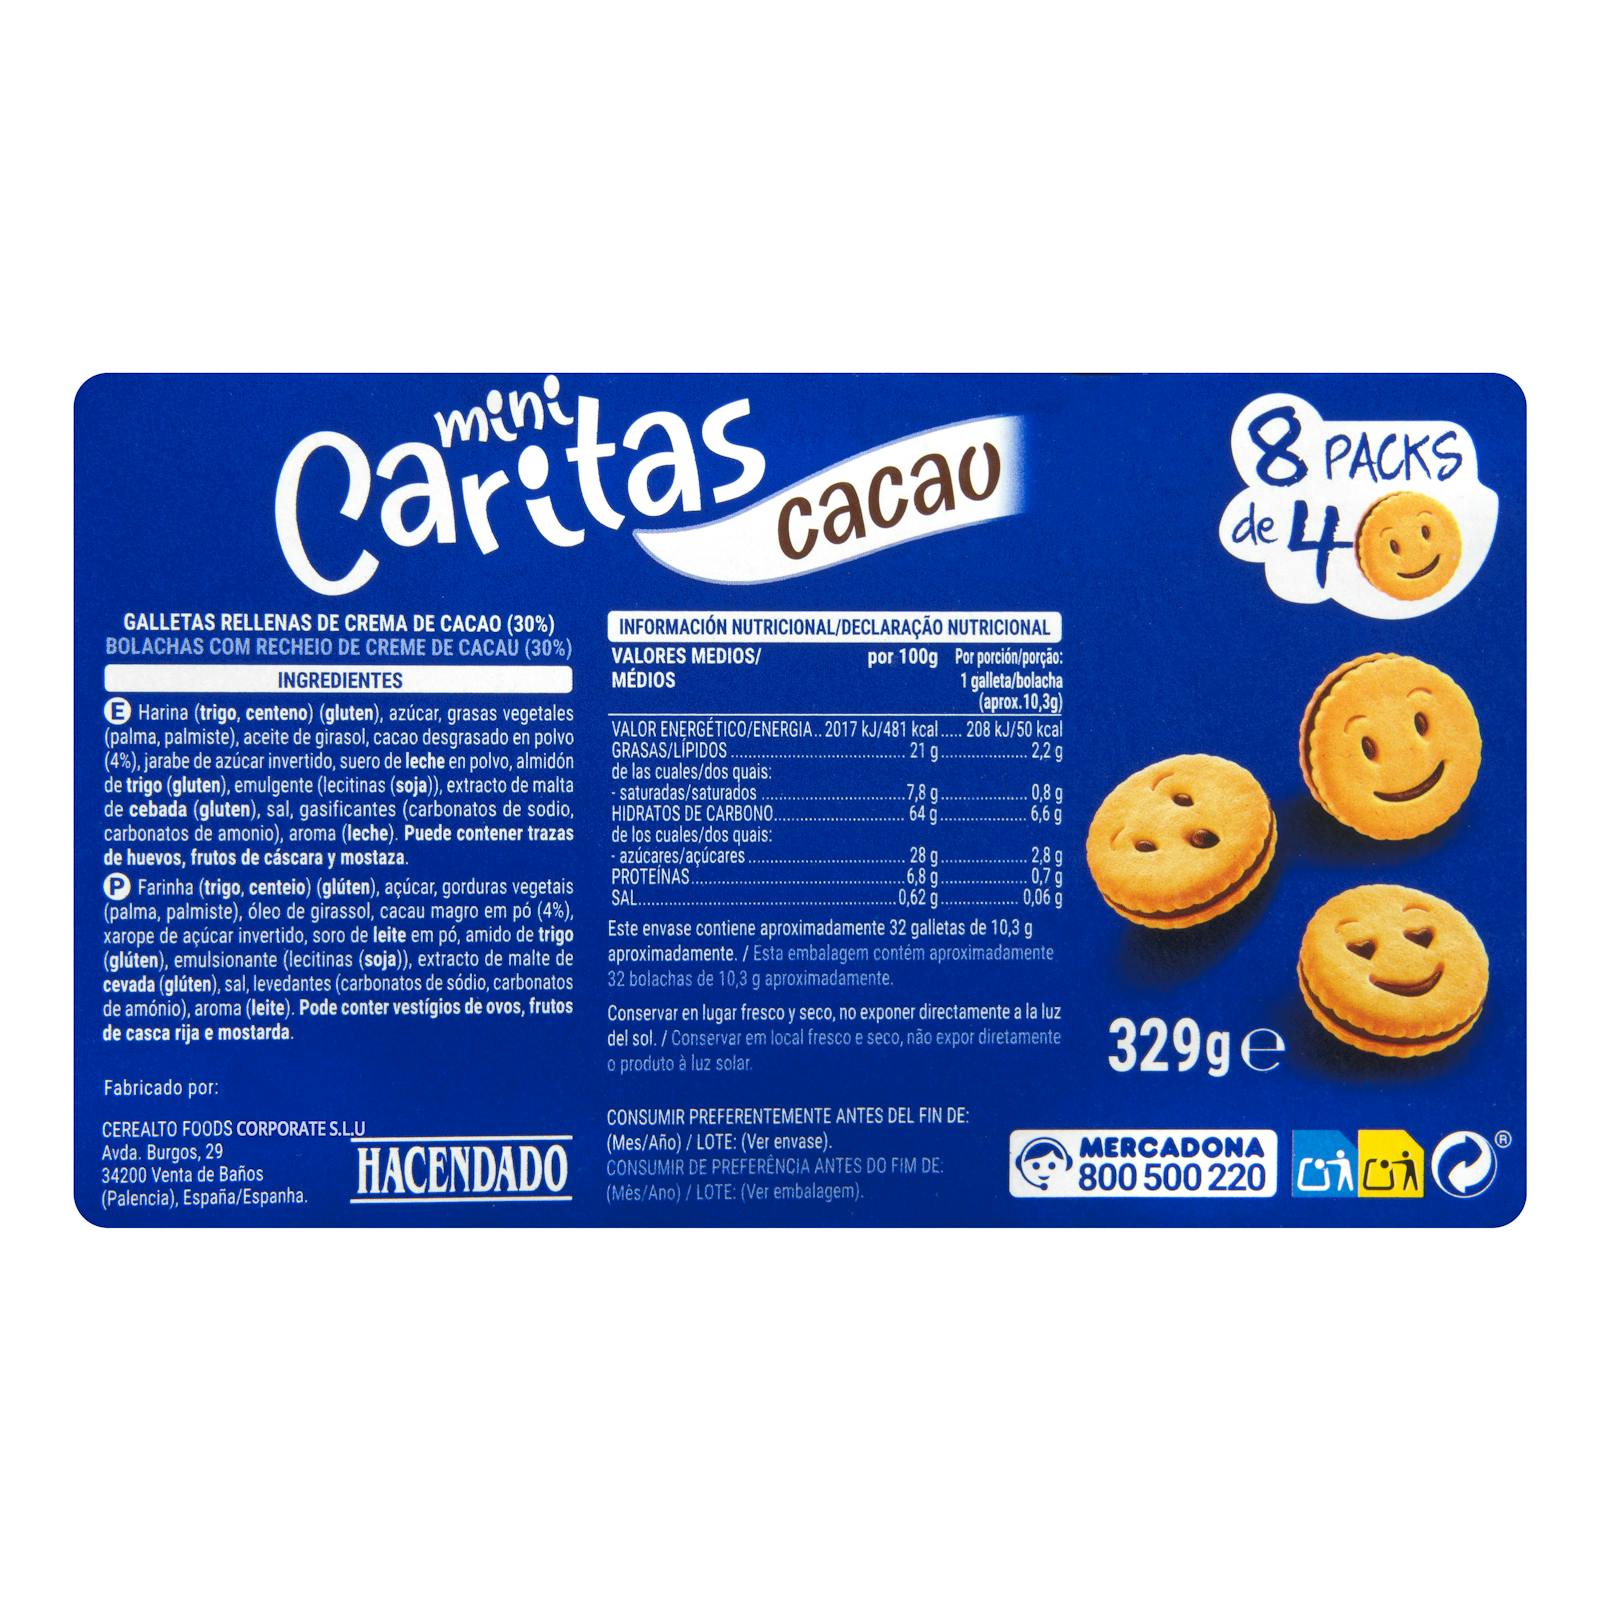 mini
Caritas
cacao
8 PACKS
de 4
GALLETAS RELLENAS DE CREMA DE CACAO (30%)
BOLACHAS COM RECHEIO DE CREME DE CACAU (30%)
INGREDIENTES
E Harina (trigo, centeno) (gluten), azúcar, grasas vegetales
(palma, palmiste), aceite de girasol, cacao desgrasado en polvo
(4%), jarabe de azúcar invertido, suero de leche en polvo, almidón
de trigo (gluten), emulgente (lecitinas (soja)), extracto de malta
de cebada (gluten), sal, gasificantes (carbonatos de sodio,
carbonatos de amonio), aroma (leche). Puede contener trazas
de huevos, frutos de cáscara y mostaza.
P Farinha (trigo, centeio) (glúten), açúcar, gorduras vegetais
(palma, palmiste), óleo de girassol, cacau magro em pó (4%),
xarope de açúcar invertido, soro de leite em pó, amido de trigo
(glúten), emulsionante (lecitinas (soja)), extracto de malte de
cevada (glúten), sal, levedantes (carbonatos de sódio, carbonatos
de amónio), aroma (leite). Pode conter vestígios de ovos, frutos
de casca rija e mostarda.
Fabricado por:
CEREALTO FOODS CORPORATE S.L.U
Avda. Burgos, 29
34200 Venta de Baños
(Palencia), España/Espanha.
HACENDADO
INFORMACIÓN NUTRICIONAL/DECLARAÇÃO NUTRICIONAL
VALORES MEDIOS/ por 100g Por porción/porção:
MÉDIOS 1 galleta/bolacha
(aprox.10,3g)
VALOR ENERGÉTICO/ENERGIA.. 2017 kJ/481 kcal..... 208 kJ/50 kcal
GRASAS/LÍPIDOS ........ 21 g ........ 2,2 g
de las cuales/dos quais:
- saturadas/saturados ........ 7,8 g ........ 0,8 g
HIDRATOS DE CARBONO........ 64 g ........ 6,6 g
de los cuales/dos quais:
- azúcares/açúcares ........ 28 g ........ 2,8 g
PROTEÍNAS........ 6,8 g ........ 0,7 g
SAL........ 0,62 g ........ 0,06 g
Este envase contiene aproximadamente 32 galletas de 10,3 g
aproximadamente. / Esta embalagem contém aproximadamente
32 bolachas de 10,3 g aproximadamente.
Conservar en lugar fresco y seco, no exponer directamente a la luz
del sol. / Conservar em local fresco e seco, não expor diretamente
o produto à luz solar.
CONSUMIR PREFERENTEMENTE ANTES DEL FIN DE:
(Mes/Año) / LOTE: (Ver envase).
CONSUMIR DE PREFERÊNCIA ANTES DO FIM DE:
(Mês/Ano) / LOTE: (Ver embalagem).
329g e
MERCADONA
800 500 220
®